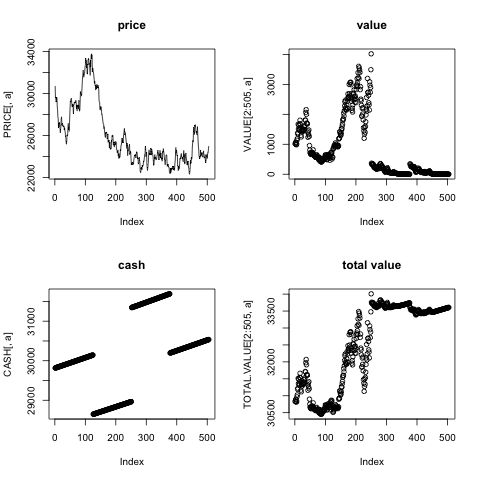 price
PRICE[, a]
22000 26000 30000 34000
0 100 200 300 400 500
Index
value
VALUE[2:505, a]
0 1000 3000
0 100 200 300 400 500
Index
cash
CASH[, a]
29000 30000 31000
0 100 200 300 400 500
Index
total value
TOTAL.VALUE[2:505, a]
30500 32000 33500
0 100 200 300 400 500
Index